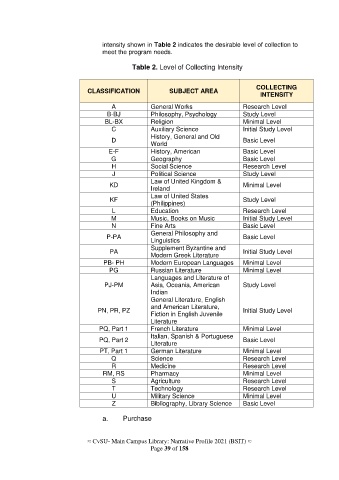 intensity shown in Table 2 indicates the desirable level of collection to
meet the program needs.
Table 2. Level of Collecting Intensity
CLASSIFICATION SUBJECT AREA COLLECTING INTENSITY
A General Works Research Level
B-BJ Philosophy, Psychology Study Level
BL-BX Religion Minimal Level
C Auxiliary Science Initial Study Level
D History, General and Old World Basic Level
E-F History, American Basic Level
G Geography Basic Level
H Social Science Research Level
J Political Science Study Level
KD Law of United Kingdom & Ireland Minimal Level
KF Law of United States (Philippines) Study Level
L Education Research Level
M Music, Books on Music Initial Study Level
N Fine Arts Basic Level
P-PA General Philosophy and Linguistics Basic Level
PA Supplement Byzantine and Modern Greek Literature Initial Study Level
PB- PH Modern European Languages Minimal Level
PG Russian Literature Minimal Level
PJ-PM Languages and Literature of Asia, Oceania, American Indian Study Level
PN, PR, PZ General Literature, English and American Literature, Fiction in English Juvenile Literature Initial Study Level
PQ, Part 1 French Literature Minimal Level
PQ, Part 2 Italian, Spanish & Portuguese Literature Basic Level
PT, Part 1 German Literature Minimal Level
Q Science Research Level
R Medicine Research Level
RM, RS Pharmacy Minimal Level
S Agriculture Research Level
T Technology Research Level
U Military Science Minimal Level
Z Bibliography, Library Science Basic Level
a. Purchase
≈ CvSU- Main Campus Library: Narrative Profile 2021 (BSIT) ≈
Page 39 of 158